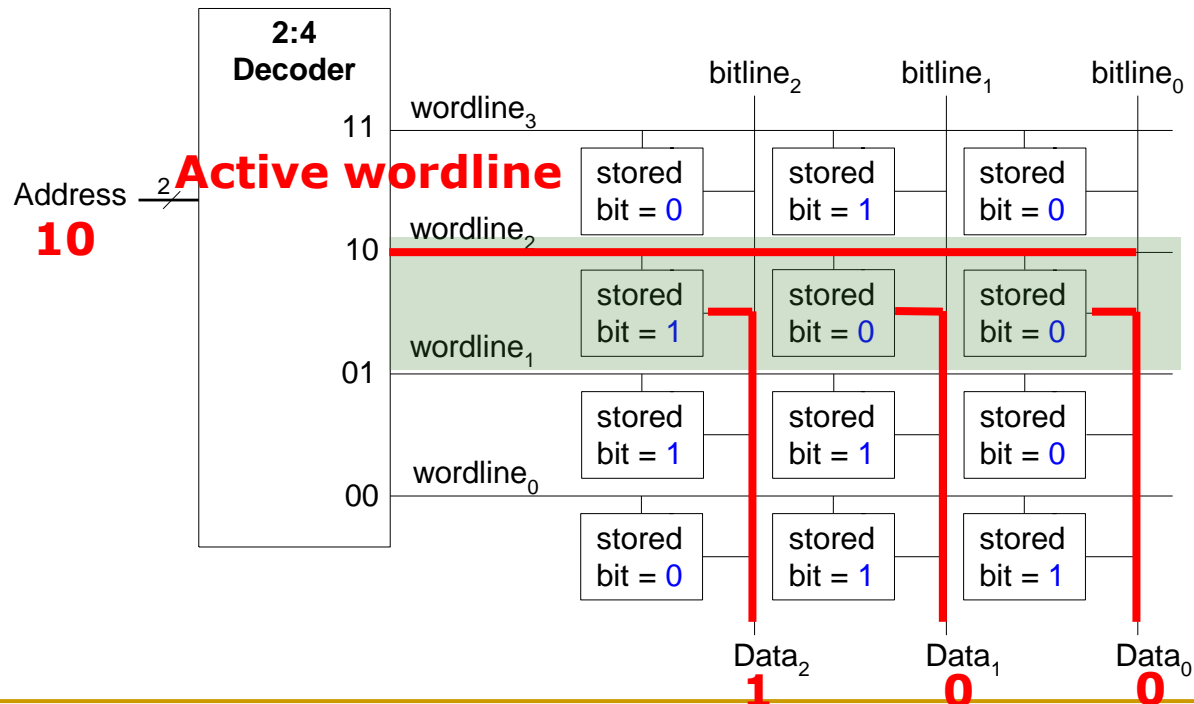 2:4
Decoder
bitline₂ bitline₁ bitline₀
wordline₃
11
Active wordline
2
Address
10
stored stored stored
bit = 0 bit = 1 bit = 0
wordline₂
10
stored stored stored
bit = 1 bit = 0 bit = 0
wordline₁
01
stored stored stored
bit = 1 bit = 1 bit = 0
wordline₀
00
stored stored stored
bit = 0 bit = 1 bit = 1
Data₂ Data₁ Data₀
1 0 0